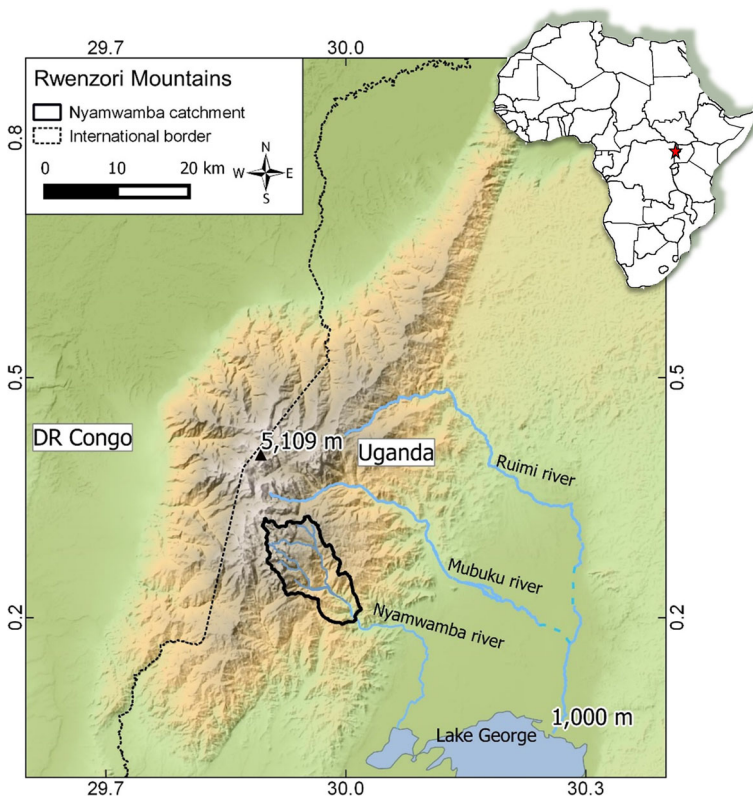 29.7
30.0
Rwenzori Mountains
Nyamwamba catchment
International border
N
W
E
S
0
10
20 km
0.8
0.5
0.5
DR Congo
5,109 m
Uganda
Ruimi river
Mubuku river
Nyamwamba river
0.2
0.2
1,000 m
Lake George
29.7
30.0
30.3